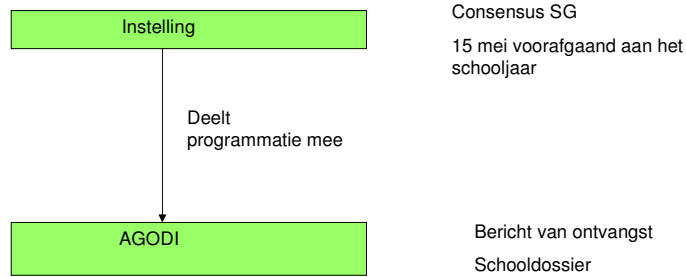 Instelling
Consensus SG
15 mei voorafgaand aan het
schooljaar
Deelt
programmatie mee
AGODI
Bericht van ontvangst
Schooldossier